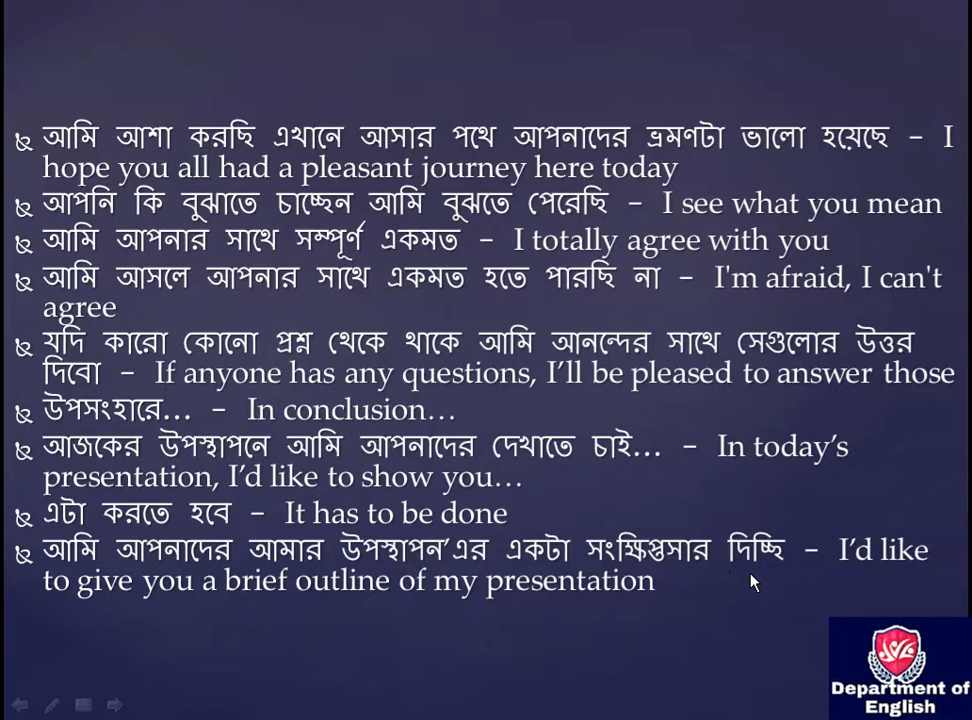 আমি আশা করছি এখানে আসার পথে আপনাদের ভ্রমণটা ভালো হয়েছে – I
hope you all had a pleasant journey here today
আপনি কি বুঝাতে চাচ্ছেন আমি বুঝতে পেরেছি – I see what you mean
আমি আপনার সাথে সম্পূর্ণ একমত – I totally agree with you
আমি আসলে আপনার সাথে একমত হতে পারছি না – I'm afraid, I can't
agree
যদি কারো কোনো প্রশ্ন থেকে থাকে আমি আনন্দের সাথে সেগুলোর উত্তর
দিবো – If anyone has any questions, I’ll be pleased to answer those
উপসংহারে… – In conclusion…
আজকের উপস্থাপনে আমি আপনাদের দেখাতে চাই… – In today’s
presentation, I’d like to show you…
এটা করতে হবে – It has to be done
আমি আপনাদের আমার উপস্থাপন’এর একটা সংক্ষিপ্তসার দিচ্ছি – I’d like
to give you a brief outline of my presentation
Department of
English